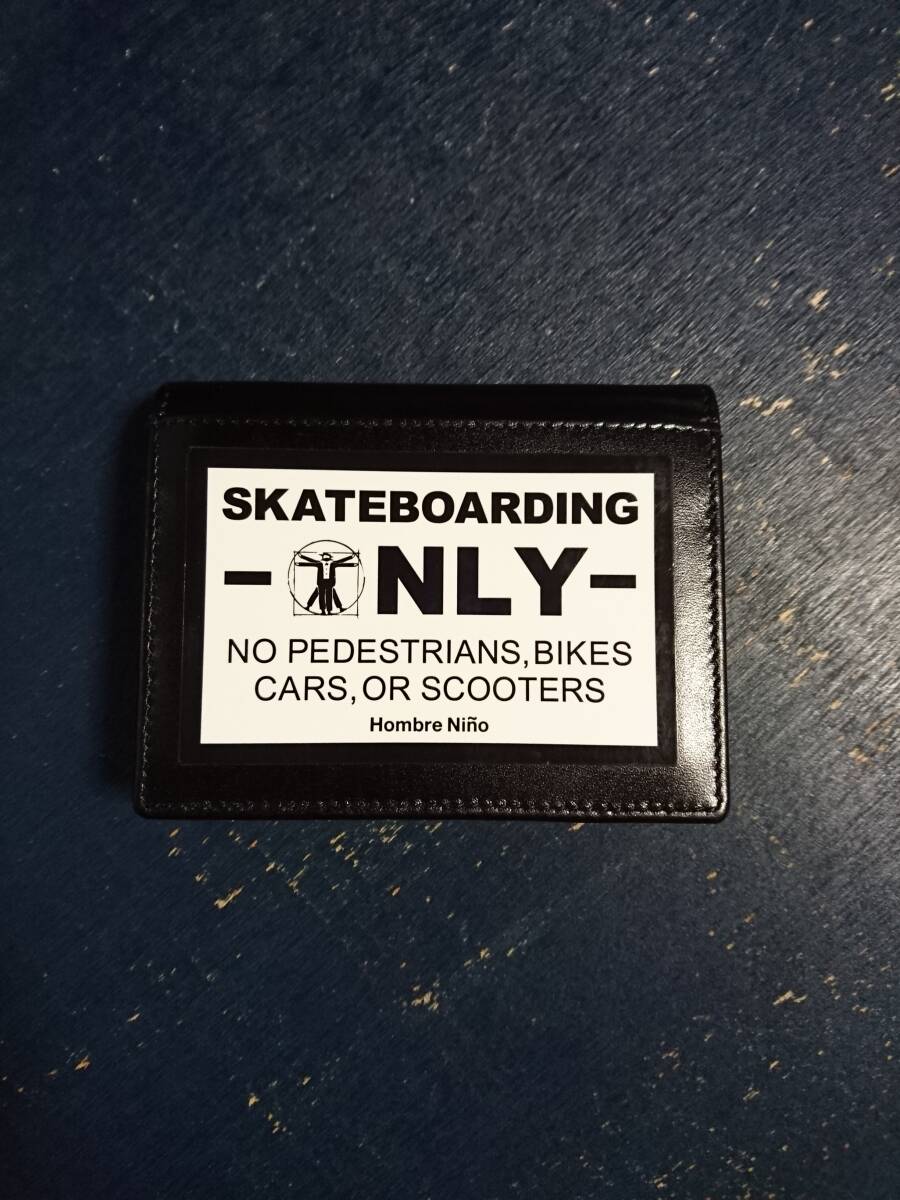 SKATEBOARDING
- ONLY-
NO PEDESTRIANS,BIKES
CARS,OR SCOOTERS
Hombre Niño